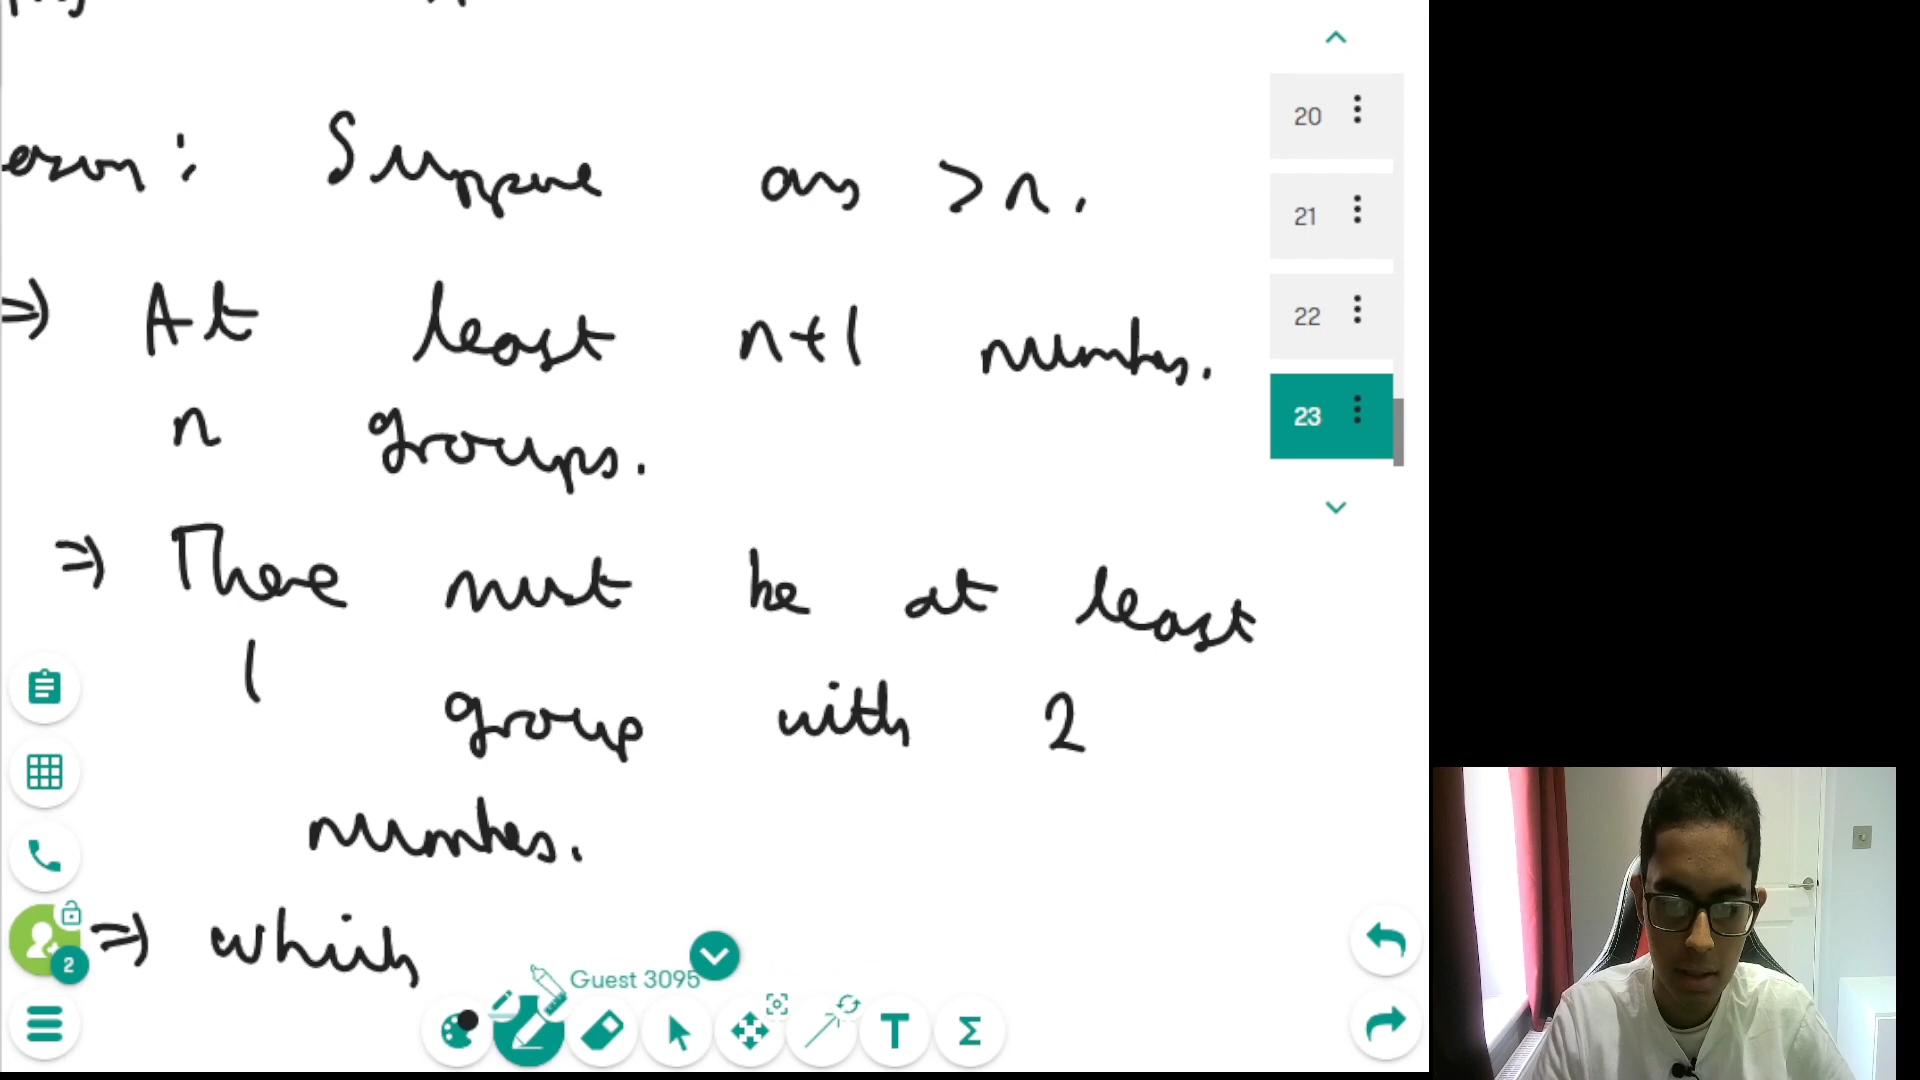 eason: Suppose ans > n.
⇒ At least n+1 numbers.
n groups.
⇒ There must be at least
1 group with 2
numbers.
⇒ which
Guest 3095
2
T
Σ
20
21
22
23